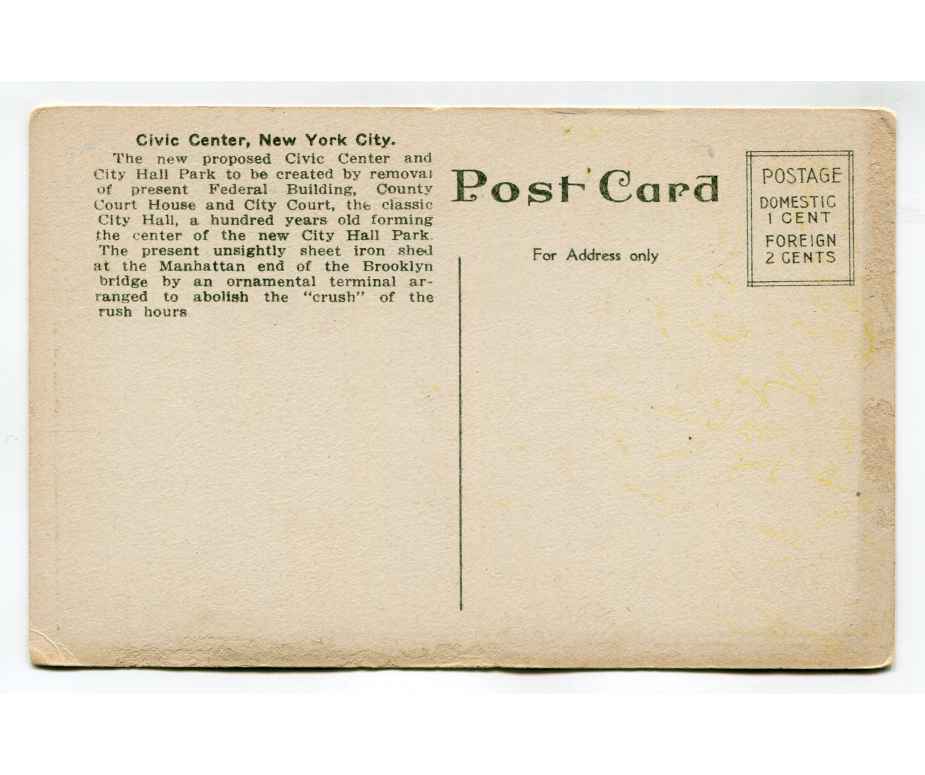 Civic Center, New York City.
The new proposed Civic Center and
City Hall Park to be created by removal
of present Federal Building, County
Court House and City Court, the classic
City Hall, a hundred years old forming
the center of the new City Hall Park.
The present unsightly sheet iron shed
at the Manhattan end of the Brooklyn
bridge by an ornamental terminal ar-
ranged to abolish the "crush" of the
rush hours
Post Card
For Address only
POSTAGE
DOMESTIC
1 CENT
FOREIGN
2 CENTS